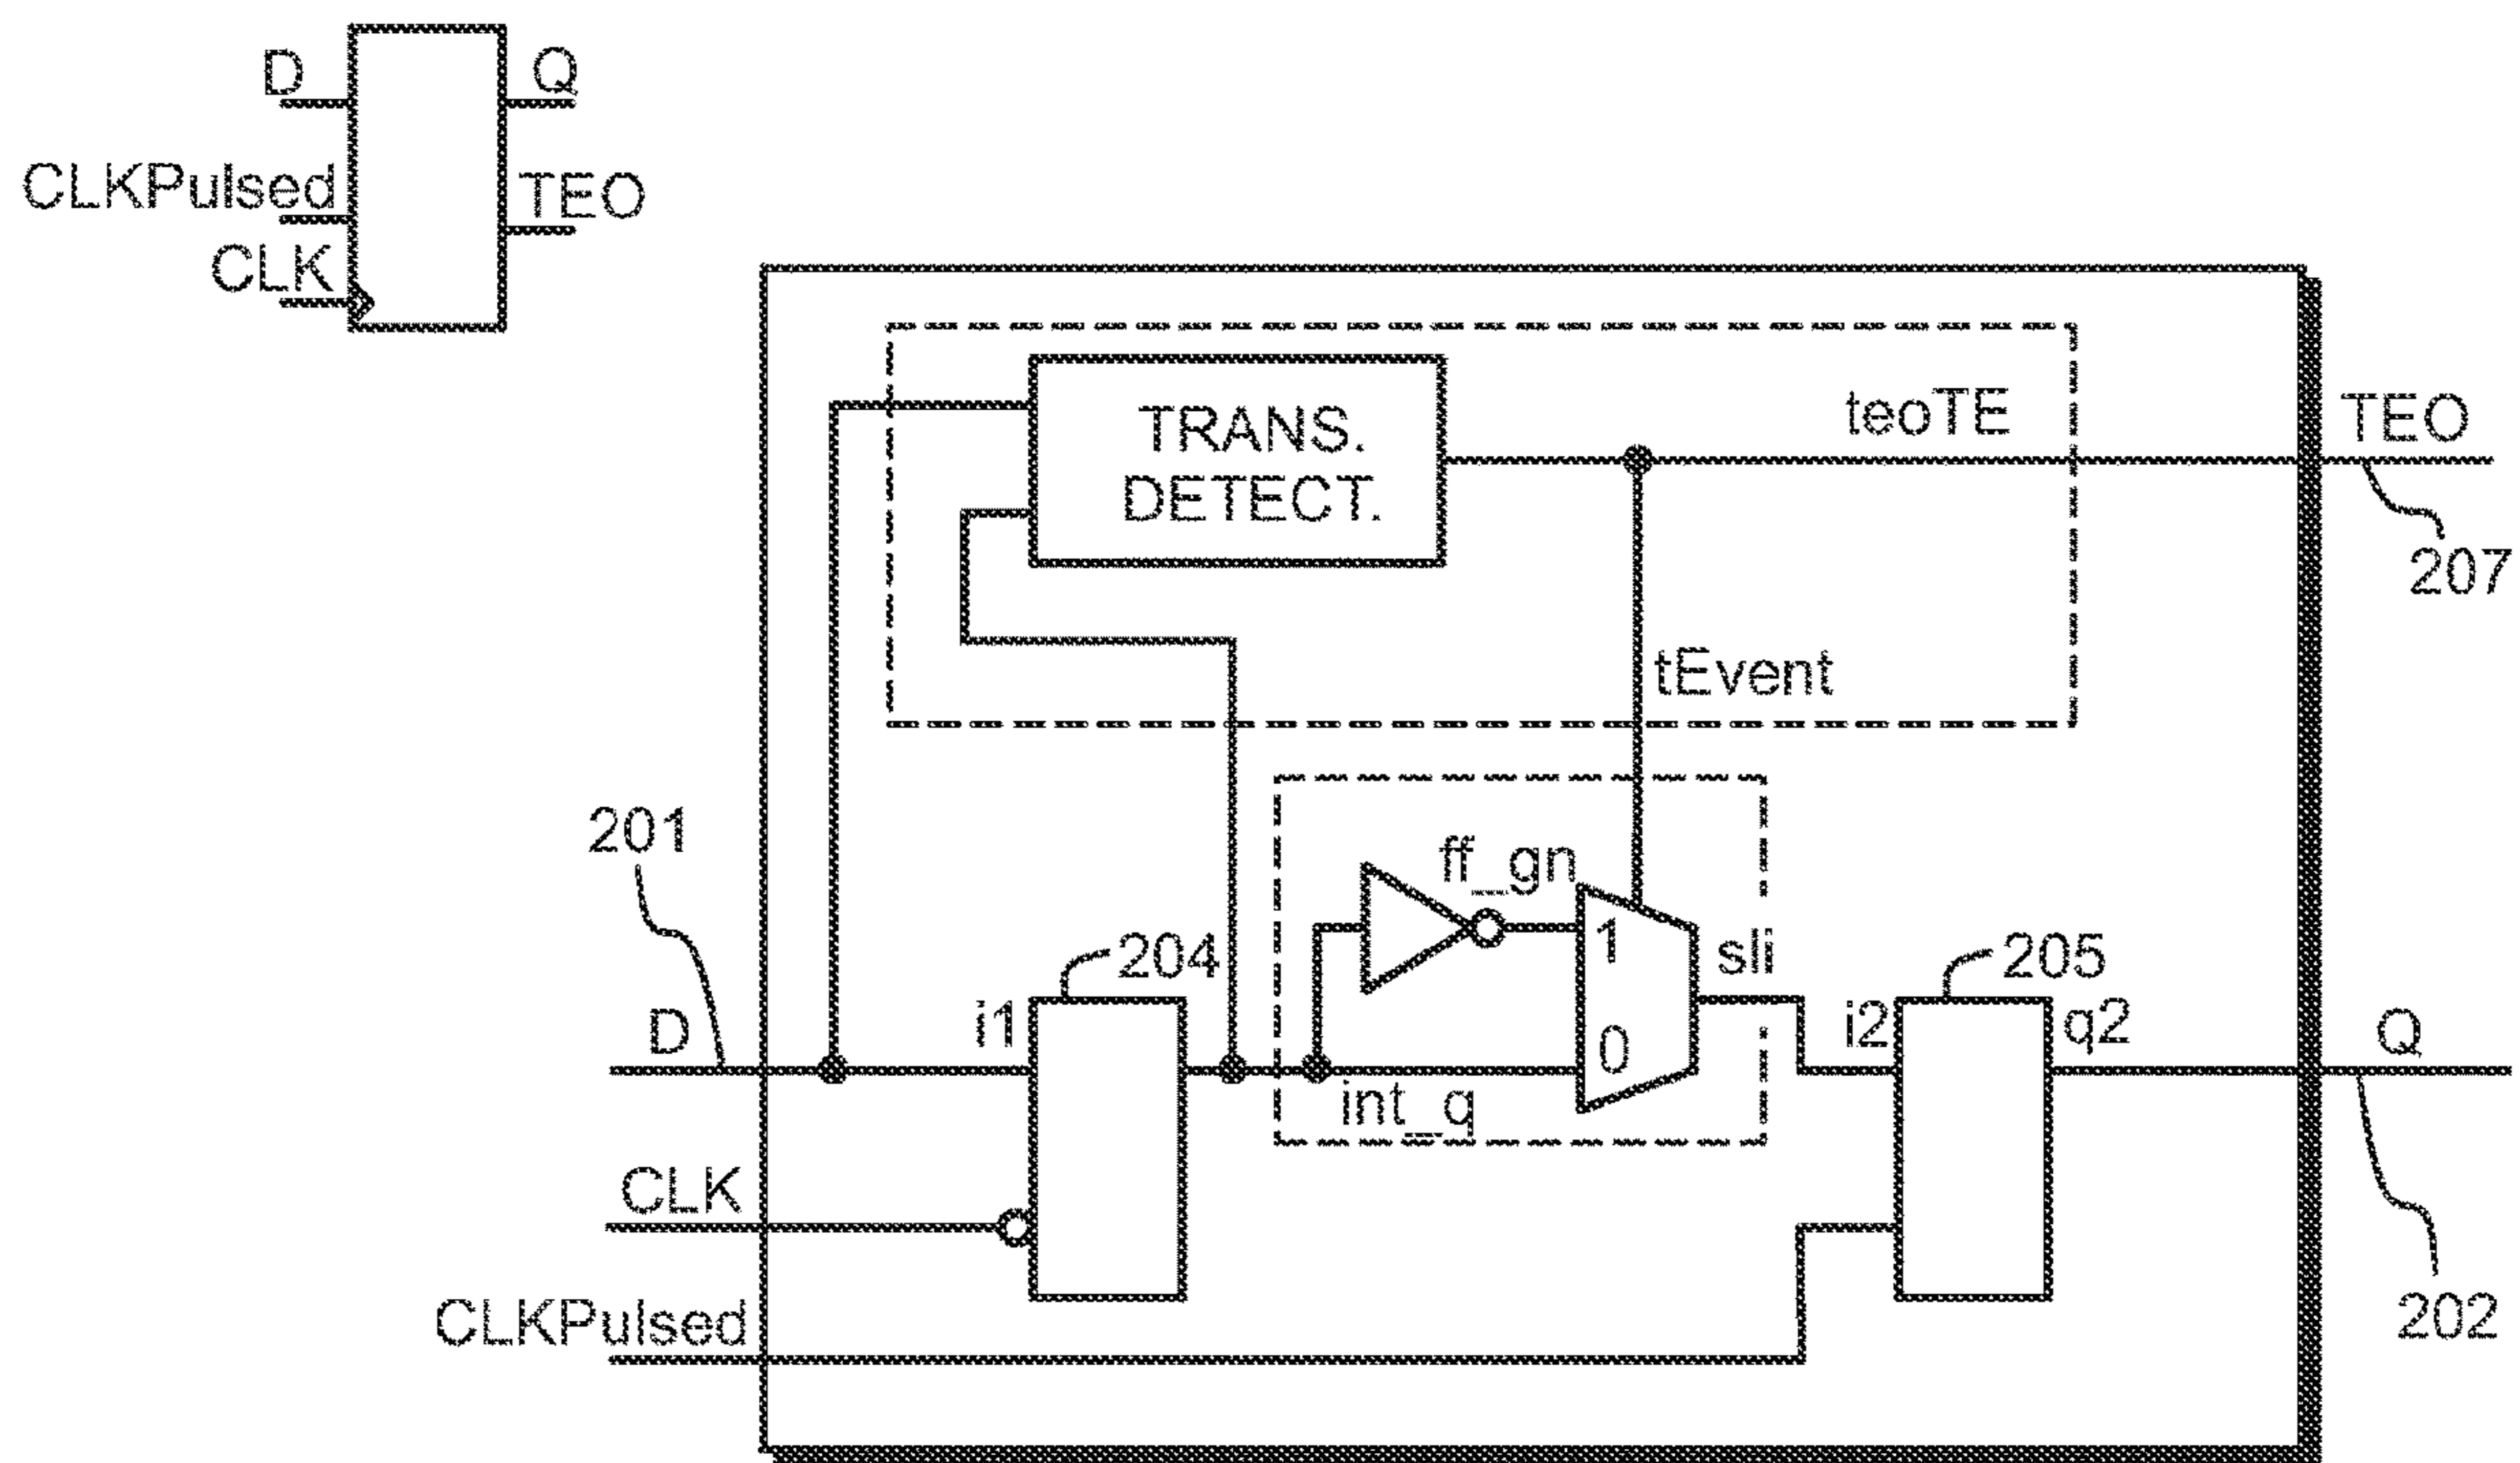 D
Q
CLKPulsed
TEO
CLK
TRANS.
DETECT.
teoTE
TEO
207
tEvent
201
ff_gn
1
204
sli
205
D
i1
0
i2
q2
Q
int_q
CLK
CLKPulsed
202